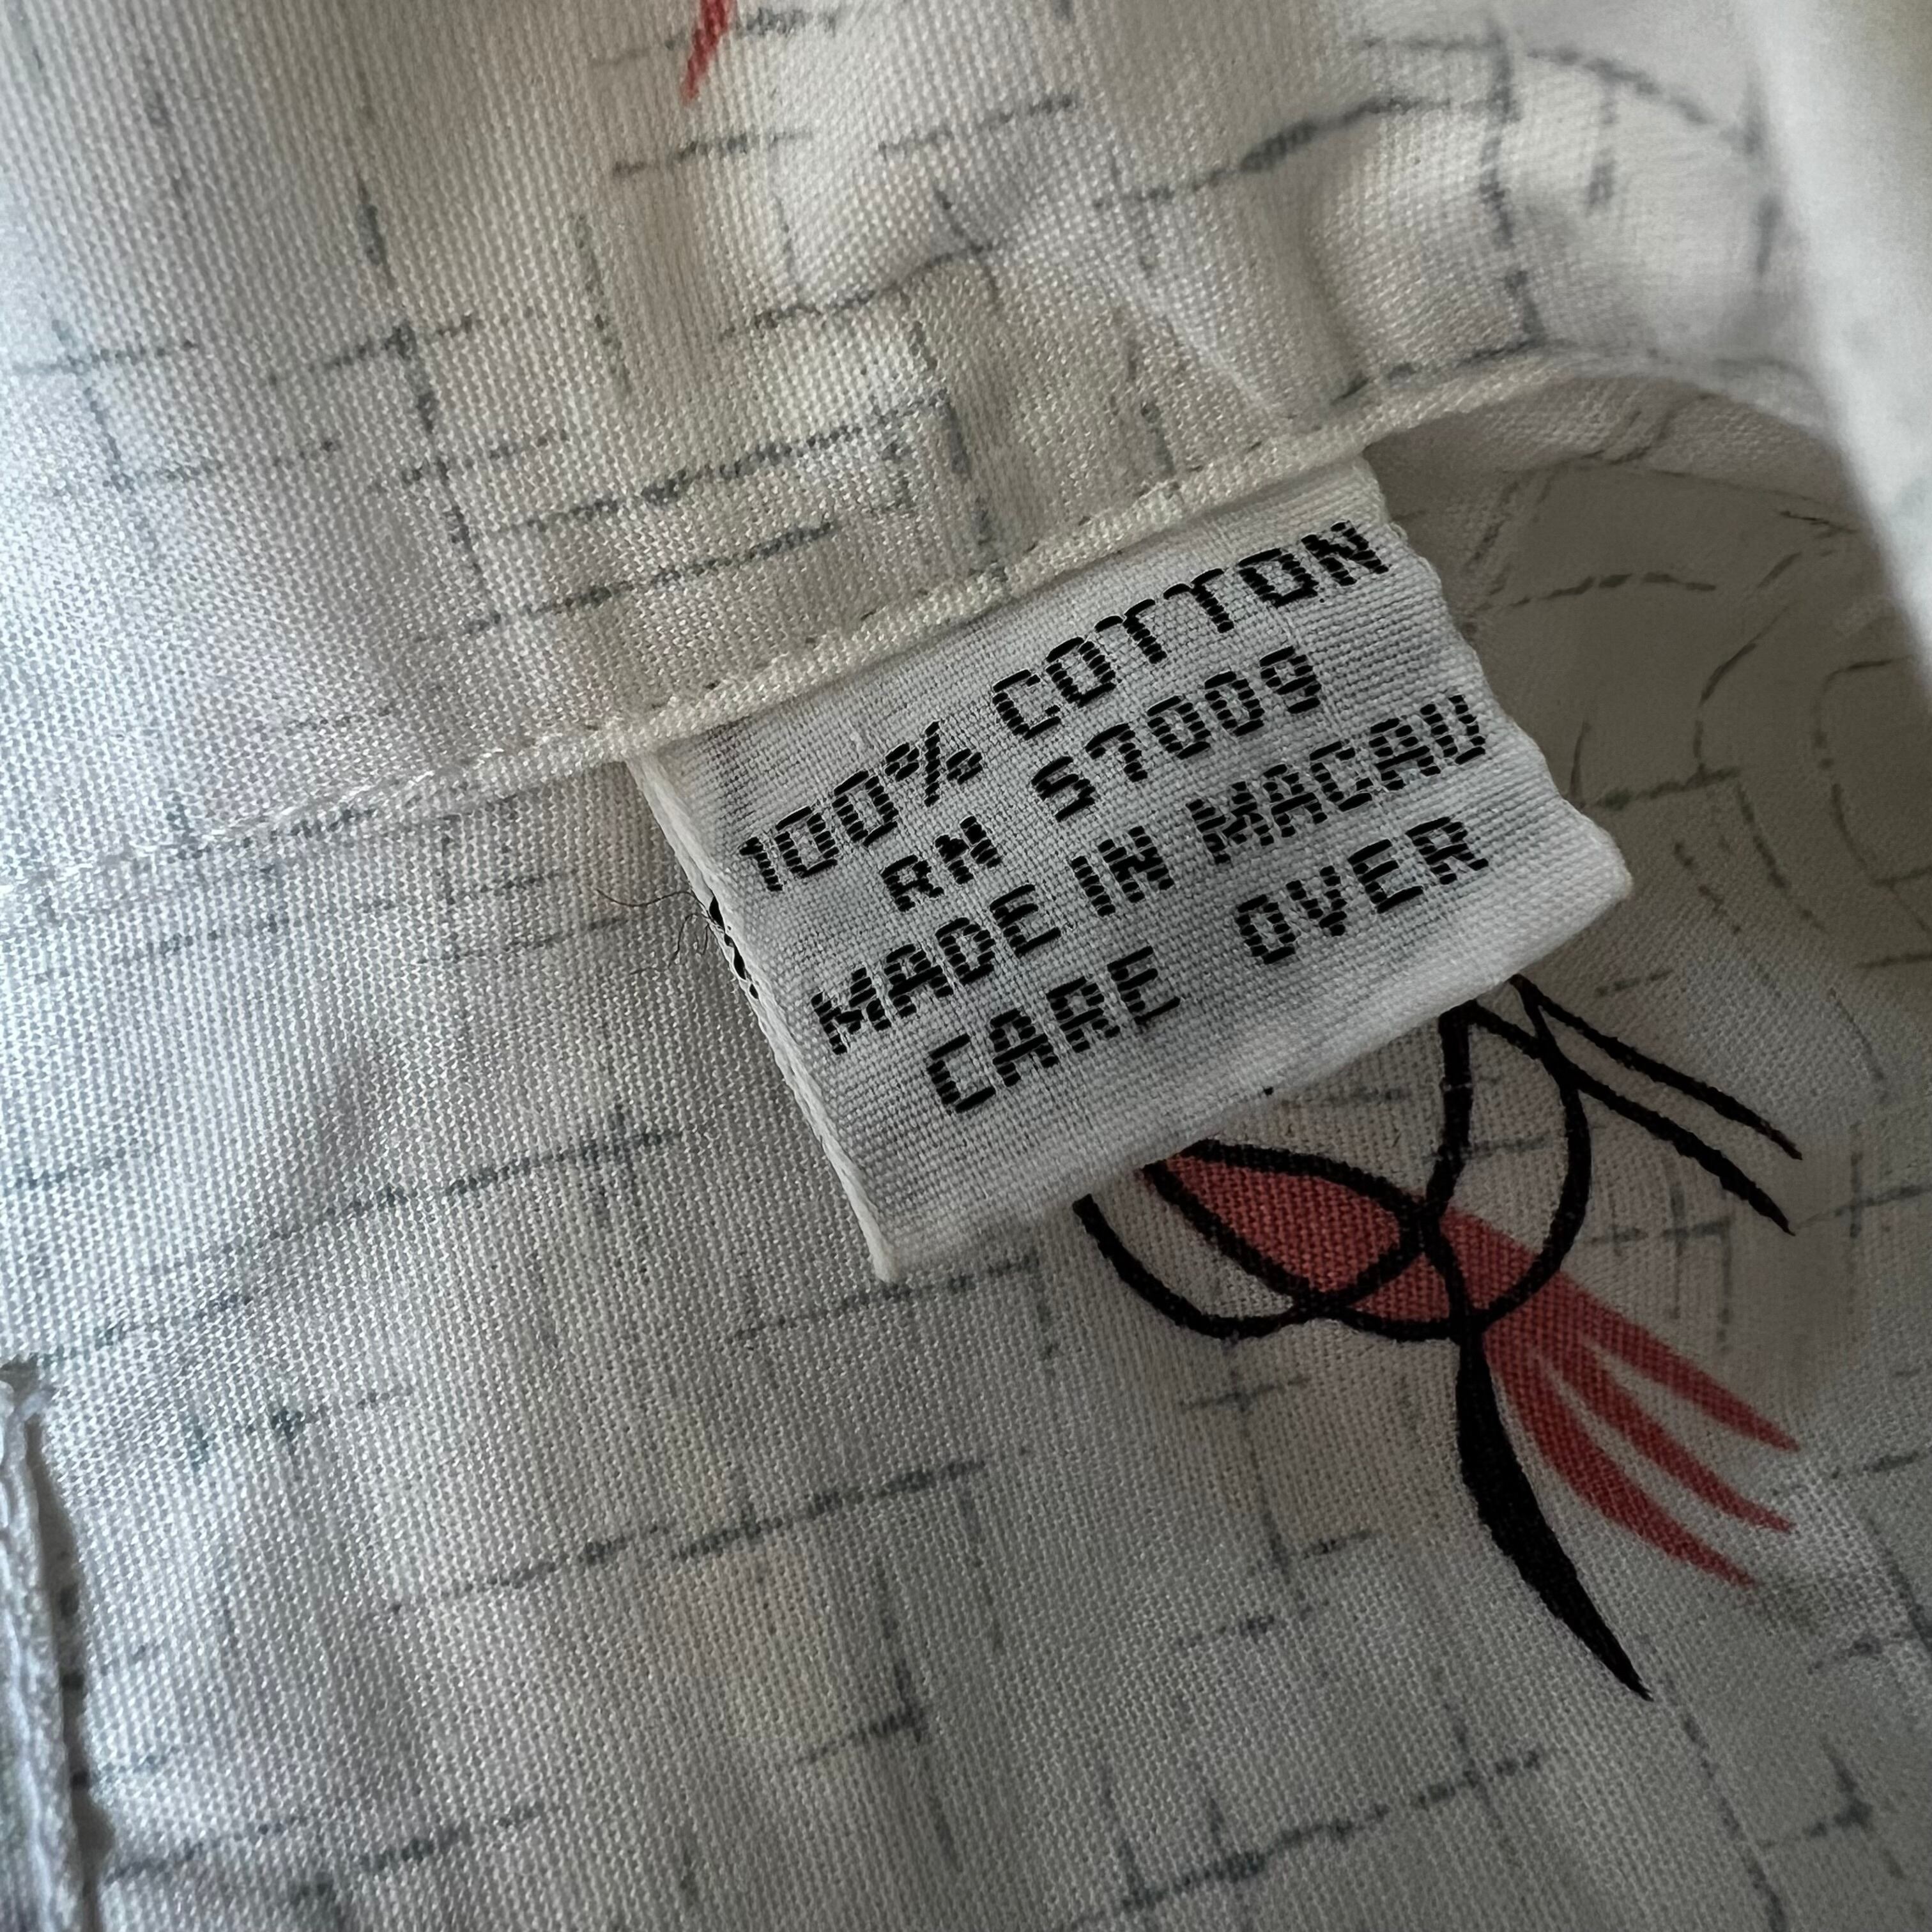 100% COTTON
RN 57009
MADE IN MACAU
CARE OVER